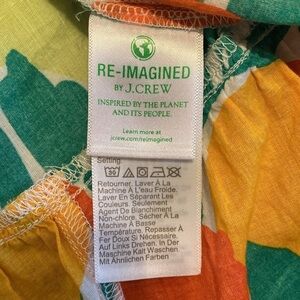 RE-IMAGINED
BY J.CREW
INSPIRED BY THE PLANET
AND ITS PEOPLE.
Learn more at
jcrew.com/reimagined
Setting.
Retourner, Laver À La
Machine À L'eau Froide.
Laver En Séparant Les
Couleurs. Seulement
Agent De Blanchiment
Non-chlore. Sécher À La
Machine À Basse
Température. Repasser À
Fer Doux Si Nécessaire.
Auf Links Drehen. In Der
Maschine Kalt Waschen.
Mit Ähnlichen Farben